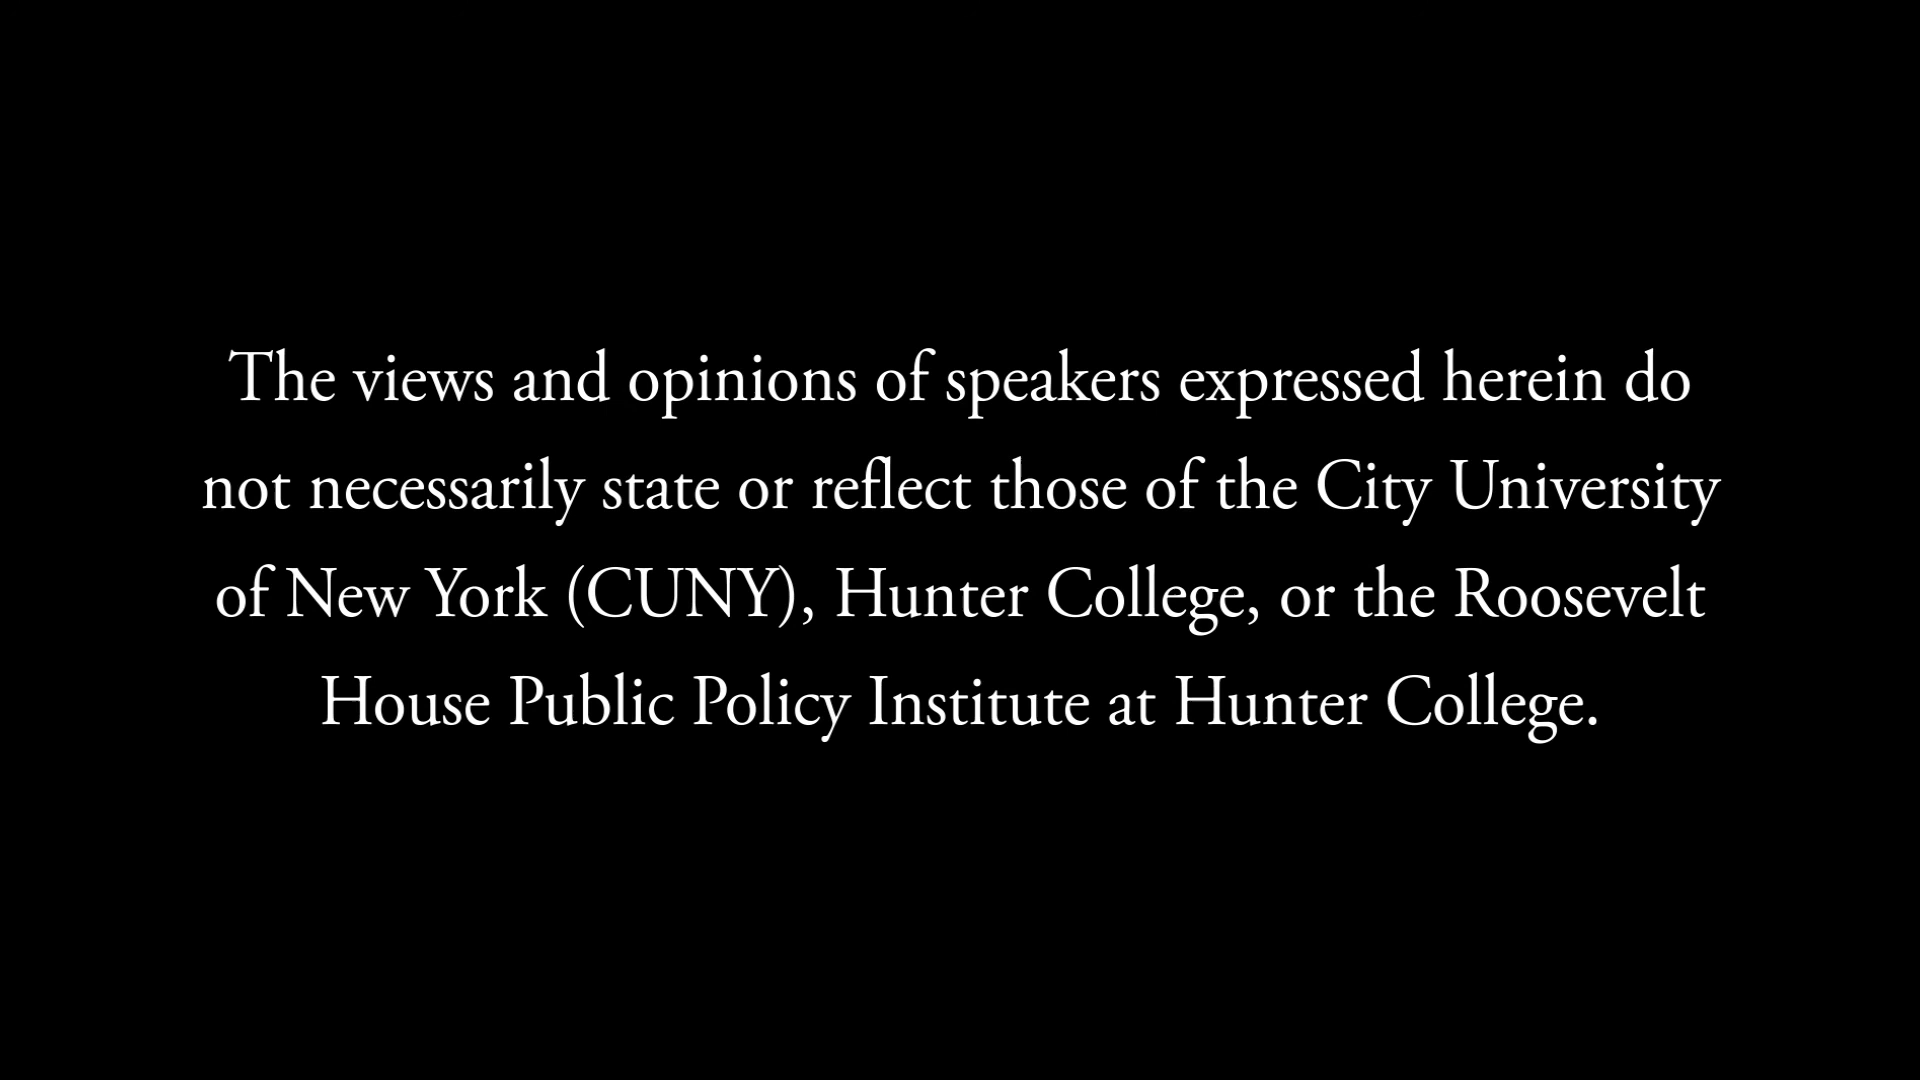 The views and opinions of speakers expressed herein do
not necessarily state or reflect those of the City University
of New York (CUNY), Hunter College, or the Roosevelt
House Public Policy Institute at Hunter College.